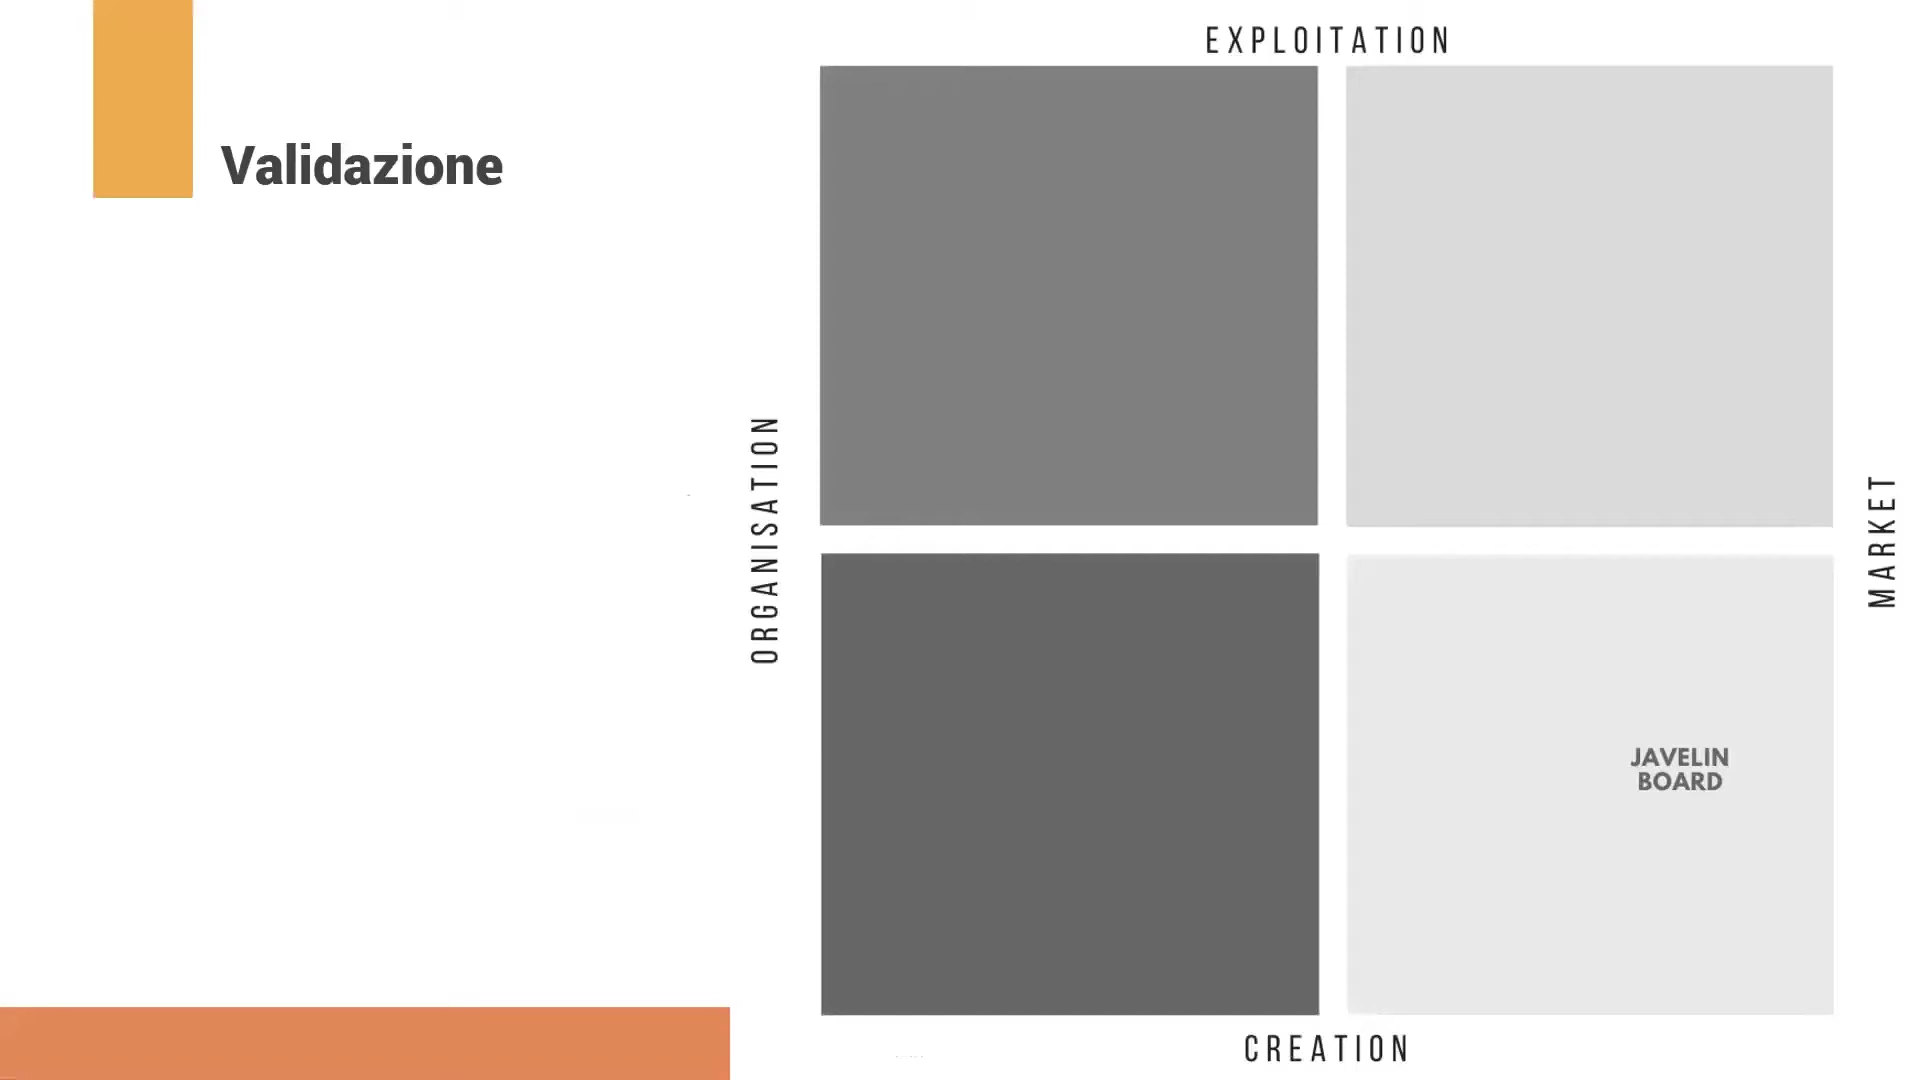 EXPLOITATION
Validazione
ORGANISATION
MARKET
JAVELIN
BOARD
CREATION